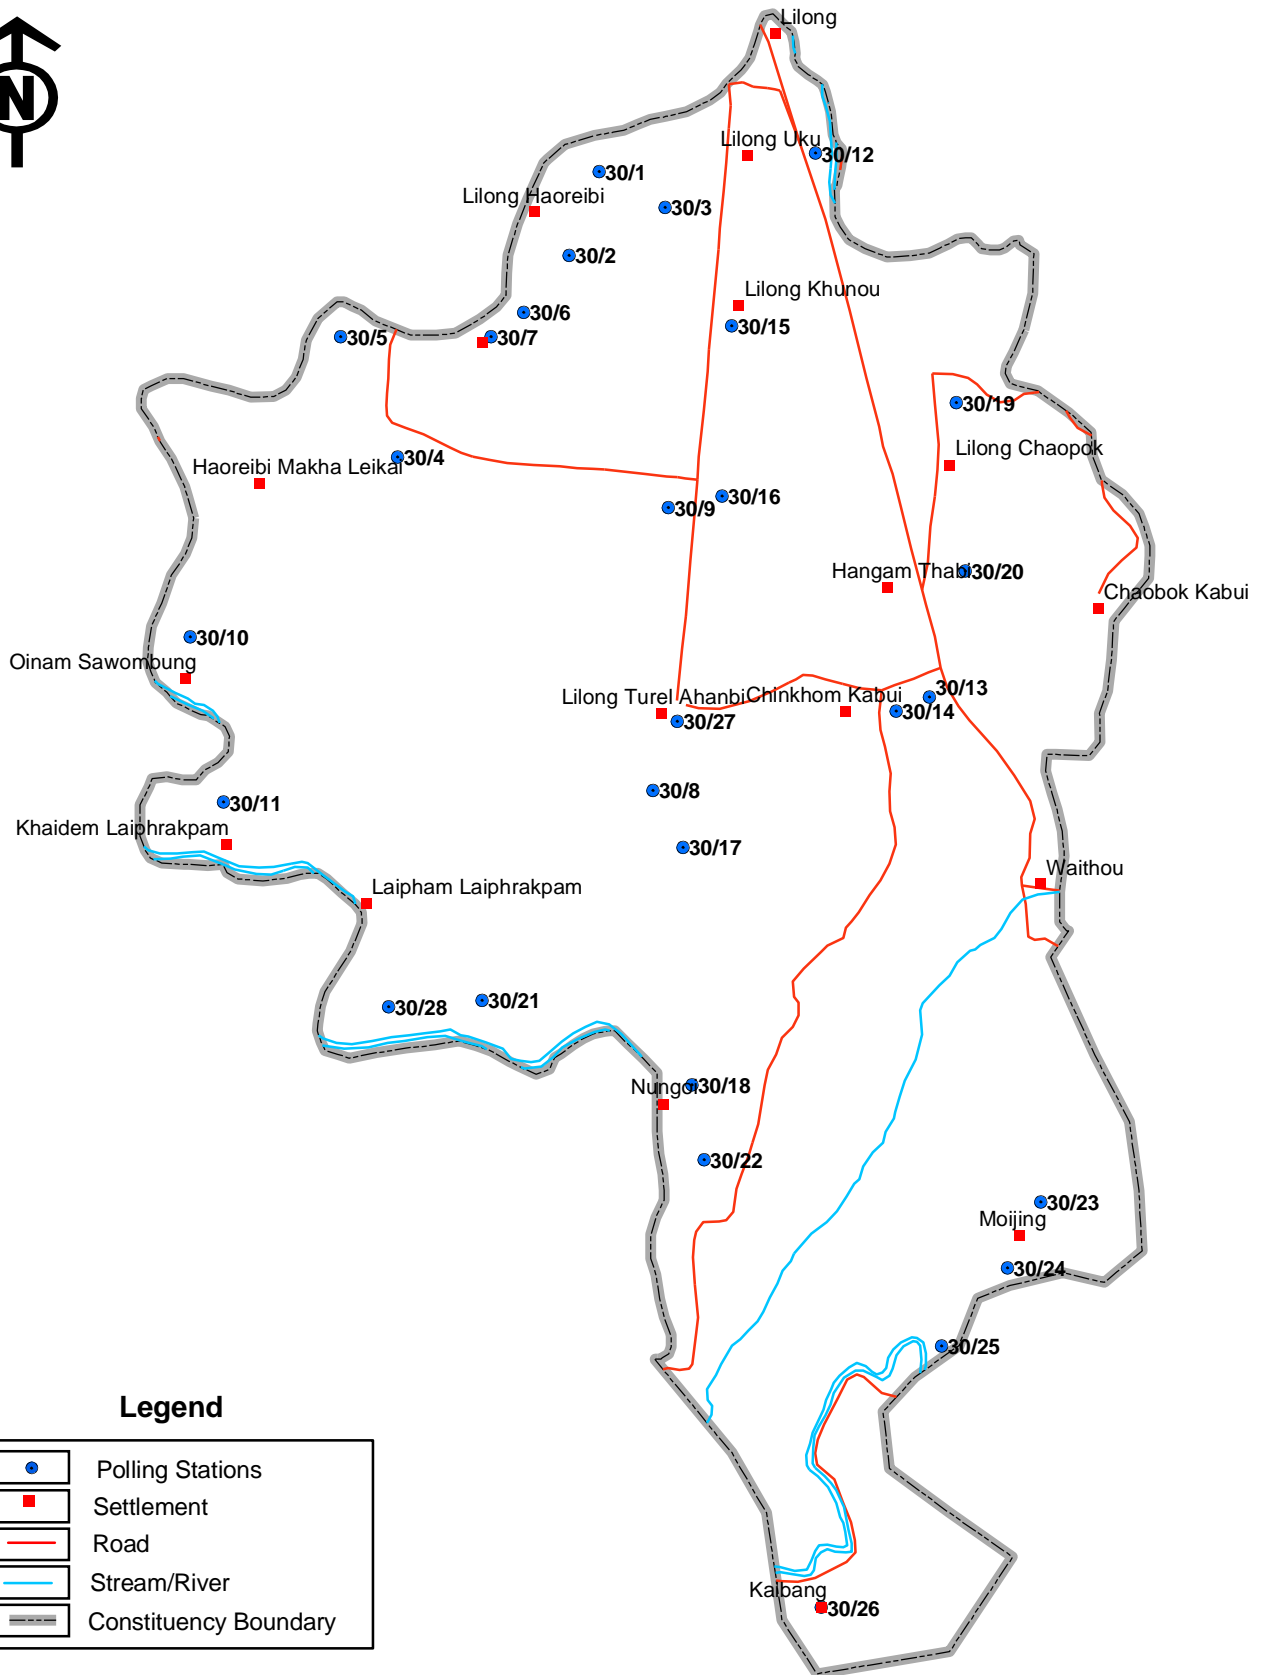 Lilong
N
Lilong Uku
30/12
30/1
Lilong Haoreibi
30/3
30/2
Lilong Khunou
30/6
30/15
30/5
30/7
30/19
Lilong Chaopok
30/4
Haoreibi Makha Leikai
30/16
30/9
Hangam Thabi
30/20
Chaobok Kabui
30/10
Oinam Sawombung
30/13
Lilong Turel Ahanbi
Chinkhom Kabui
30/14
30/27
30/8
30/11
Khaidem Laiphrakpam
30/17
Waithou
Laipham Laiphrakpam
30/21
30/28
Nungoi
30/18
30/22
30/23
Moijing
30/24
30/25
Legend
Polling Stations
Settlement
Road
Stream/River
Constituency Boundary
Kaibang
30/26